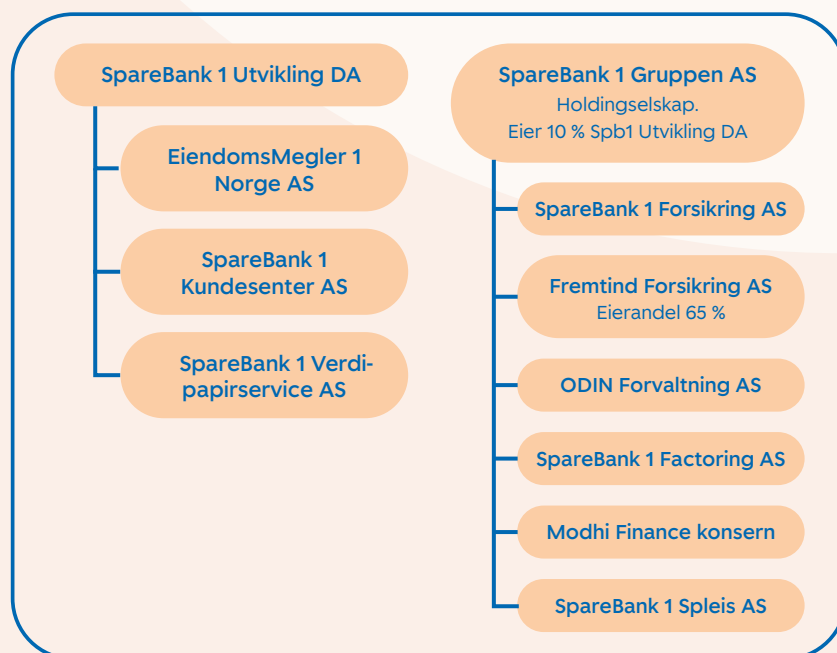 SpareBank 1 Utvikling DA
EiendomsMegler 1
Norge AS
SpareBank 1
Kundesenter AS
SpareBank 1 Verdi-
papirservice AS
SpareBank 1 Gruppen AS
Holdingselskap.
Eier 10 % Spb1 Utvikling DA
SpareBank 1 Forsikring AS
Fremtind Forsikring AS
Eierandel 65 %
ODIN Forvaltning AS
SpareBank 1 Factoring AS
Modhi Finance konsern
SpareBank 1 Spleis AS